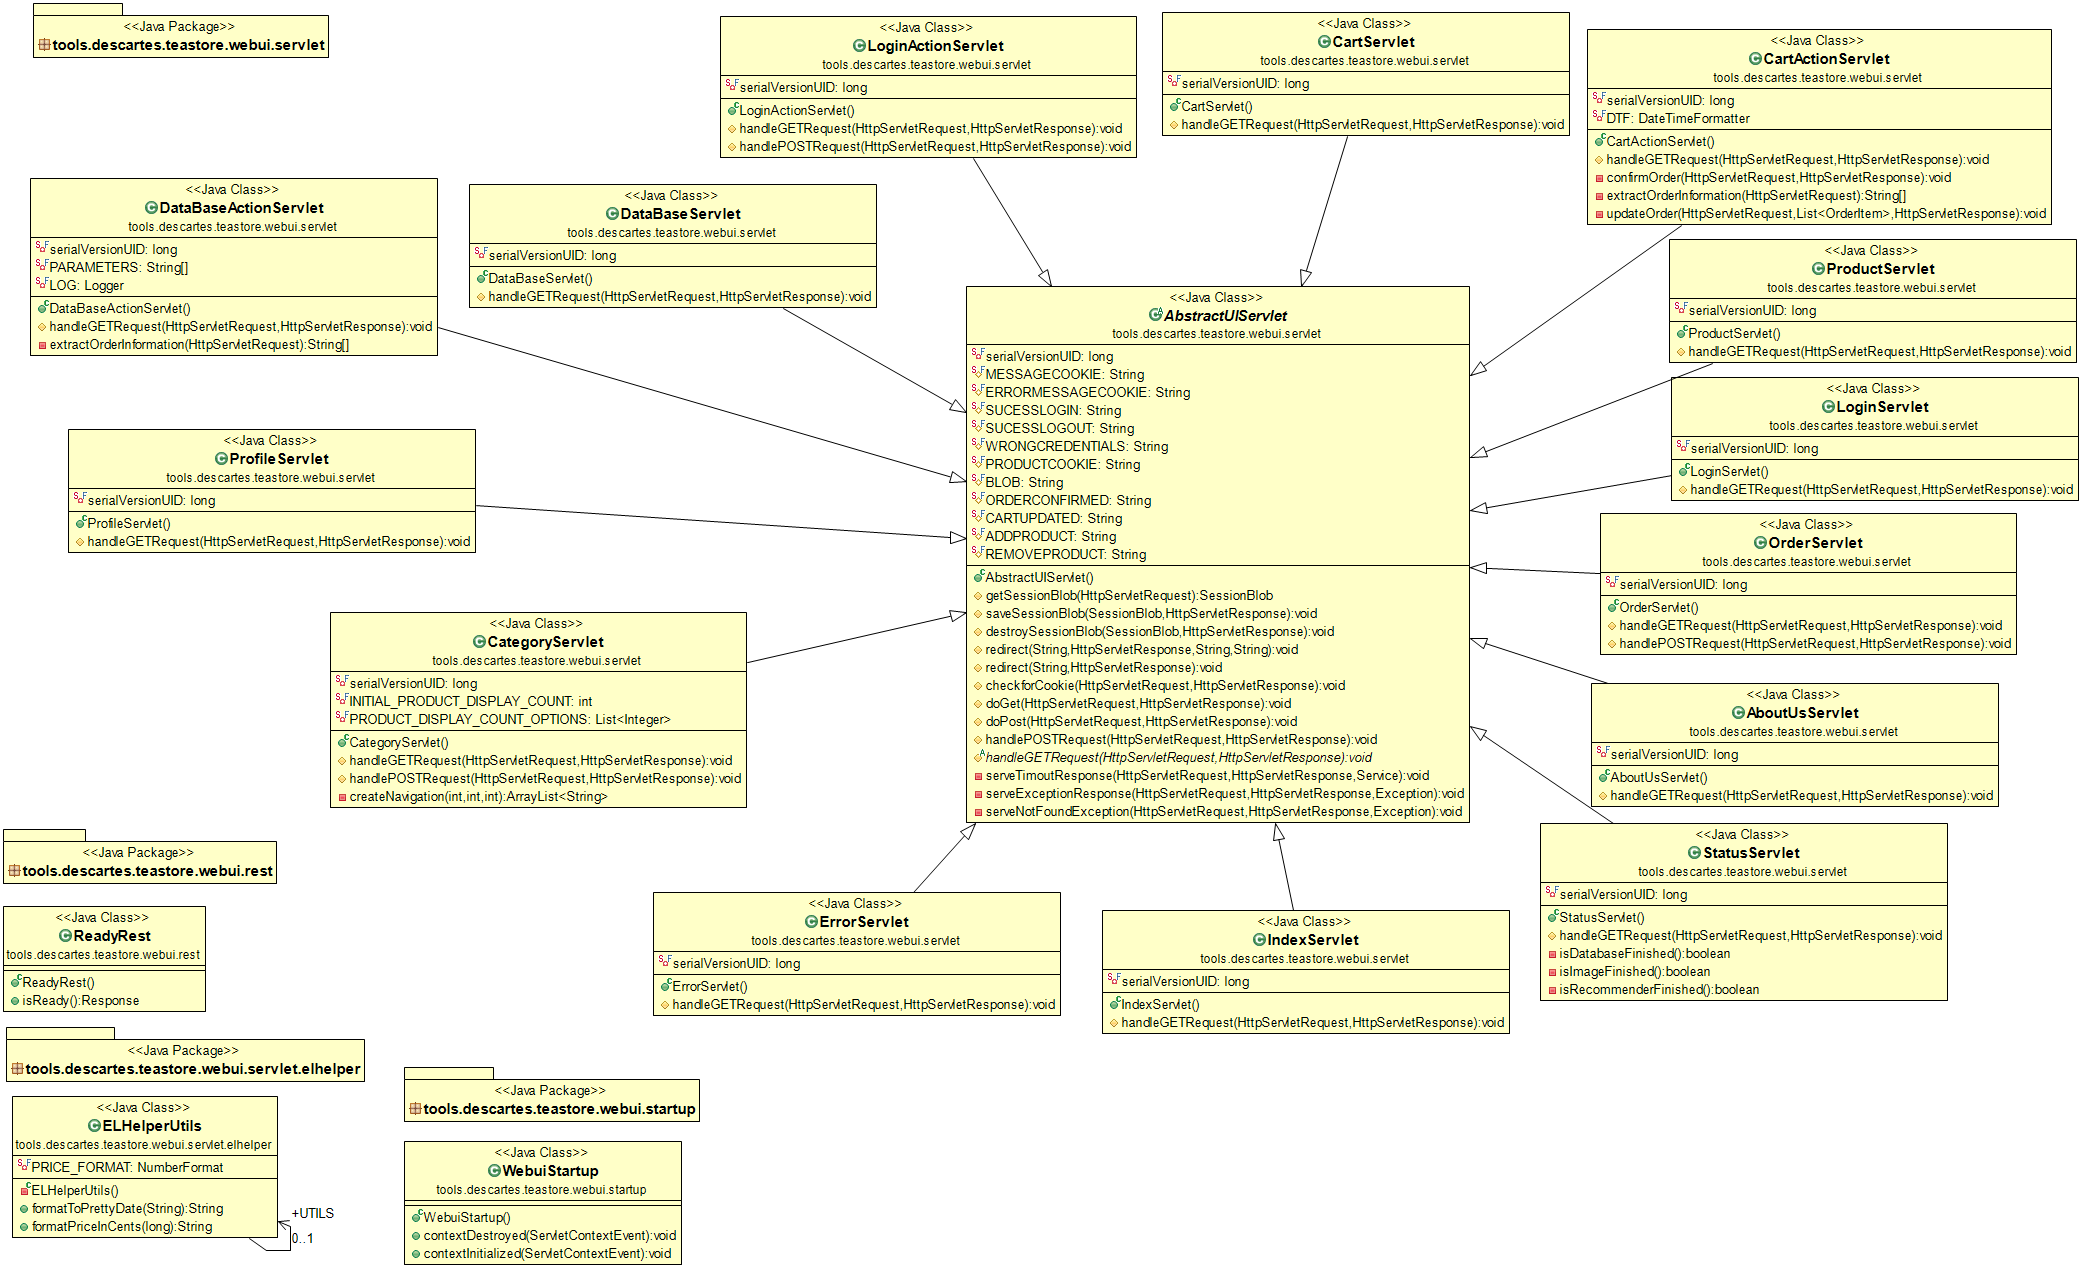 <<Java Package>>
tools.descartes.teastore.webui.servlet
<<Java Class>>
LoginActionServlet
tools.descartes.teastore.webui.servlet
serialVersionUID: long
LoginActionServlet()
handleGETRequest(HttpServletRequest,HttpServletResponse):void
handlePOSTRequest(HttpServletRequest,HttpServletResponse):void
<<Java Class>>
CartServlet
tools.descartes.teastore.webui.servlet
serialVersionUID: long
CartServlet()
handleGETRequest(HttpServletRequest,HttpServletResponse):void
<<Java Class>>
CartActionServlet
tools.descartes.teastore.webui.servlet
serialVersionUID: long
DTF: DateTimeFormatter
CartActionServlet()
handleGETRequest(HttpServletRequest,HttpServletResponse):void
confirmOrder(HttpServletRequest,HttpServletResponse):void
extractOrderInformation(HttpServletRequest):String[]
updateOrder(HttpServletRequest,List<OrderItem>,HttpServletResponse):void
<<Java Class>>
DataBaseActionServlet
tools.descartes.teastore.webui.servlet
serialVersionUID: long
PARAMETERS: String[]
LOG: Logger
DataBaseActionServlet()
handleGETRequest(HttpServletRequest,HttpServletResponse):void
extractOrderInformation(HttpServletRequest):String[]
<<Java Class>>
DataBaseServlet
tools.descartes.teastore.webui.servlet
serialVersionUID: long
DataBaseServlet()
handleGETRequest(HttpServletRequest,HttpServletResponse):void
<<Java Class>>
AbstractUIServlet
tools.descartes.teastore.webui.servlet
serialVersionUID: long
MESSAGECOOKIE: String
ERRORMESSAGECOOKIE: String
SUCESSLOGIN: String
SUCESSLOGOUT: String
WRONGCREDENTIALS: String
PRODUCTCOOKIE: String
BLOB: String
ORDERCONFIRMED: String
CARTUPDATED: String
ADDPRODUCT: String
REMOVEPRODUCT: String
AbstractUIServlet()
getSessionBlob(HttpServletRequest):SessionBlob
saveSessionBlob(SessionBlob,HttpServletResponse):void
destroySessionBlob(SessionBlob,HttpServletResponse):void
redirect(String,HttpServletResponse,String,String):void
redirect(String,HttpServletResponse):void
checkforCookie(HttpServletRequest,HttpServletResponse):void
doGet(HttpServletRequest,HttpServletResponse):void
doPost(HttpServletRequest,HttpServletResponse):void
handlePOSTRequest(HttpServletRequest,HttpServletResponse):void
handleGETRequest(HttpServletRequest,HttpServletResponse):void
serveTimoutResponse(HttpServletRequest,HttpServletResponse,Service):void
serveExceptionResponse(HttpServletRequest,HttpServletResponse,Exception):void
serveNotFoundException(HttpServletRequest,HttpServletResponse,Exception):void
<<Java Class>>
ProductServlet
tools.descartes.teastore.webui.servlet
serialVersionUID: long
ProductServlet()
handleGETRequest(HttpServletRequest,HttpServletResponse):void
<<Java Class>>
LoginServlet
tools.descartes.teastore.webui.servlet
serialVersionUID: long
LoginServlet()
handleGETRequest(HttpServletRequest,HttpServletResponse):void
<<Java Class>>
ProfileServlet
tools.descartes.teastore.webui.servlet
serialVersionUID: long
ProfileServlet()
handleGETRequest(HttpServletRequest,HttpServletResponse):void
<<Java Class>>
OrderServlet
tools.descartes.teastore.webui.servlet
serialVersionUID: long
OrderServlet()
handleGETRequest(HttpServletRequest,HttpServletResponse):void
handlePOSTRequest(HttpServletRequest,HttpServletResponse):void
<<Java Class>>
CategoryServlet
tools.descartes.teastore.webui.servlet
serialVersionUID: long
INITIAL_PRODUCT_DISPLAY_COUNT: int
PRODUCT_DISPLAY_COUNT_OPTIONS: List<Integer>
CategoryServlet()
handleGETRequest(HttpServletRequest,HttpServletResponse):void
handlePOSTRequest(HttpServletRequest,HttpServletResponse):void
createNavigation(int,int,int):ArrayList<String>
<<Java Class>>
AboutUsServlet
tools.descartes.teastore.webui.servlet
serialVersionUID: long
AboutUsServlet()
handleGETRequest(HttpServletRequest,HttpServletResponse):void
<<Java Class>>
StatusServlet
tools.descartes.teastore.webui.servlet
serialVersionUID: long
StatusServlet()
handleGETRequest(HttpServletRequest,HttpServletResponse):void
isDatabaseFinished():boolean
isImageFinished():boolean
isRecommenderFinished():boolean
<<Java Package>>
tools.descartes.teastore.webui.rest
<<Java Class>>
ReadyRest
tools.descartes.teastore.webui.rest
ReadyRest()
isReady():Response
<<Java Class>>
ErrorServlet
tools.descartes.teastore.webui.servlet
serialVersionUID: long
ErrorServlet()
handleGETRequest(HttpServletRequest,HttpServletResponse):void
<<Java Class>>
IndexServlet
tools.descartes.teastore.webui.servlet
serialVersionUID: long
IndexServlet()
handleGETRequest(HttpServletRequest,HttpServletResponse):void
<<Java Package>>
tools.descartes.teastore.webui.servlet.elhelper
<<Java Class>>
ELHelperUtils
tools.descartes.teastore.webui.servlet.elhelper
PRICE_FORMAT: NumberFormat
ELHelperUtils()
formatToPrettyDate(String):String
formatPriceInCents(long):String
+UTILS
0..1
<<Java Package>>
tools.descartes.teastore.webui.startup
<<Java Class>>
WebuiStartup
tools.descartes.teastore.webui.startup
WebuiStartup()
contextDestroyed(ServletContextEvent):void
contextInitialized(ServletContextEvent):void